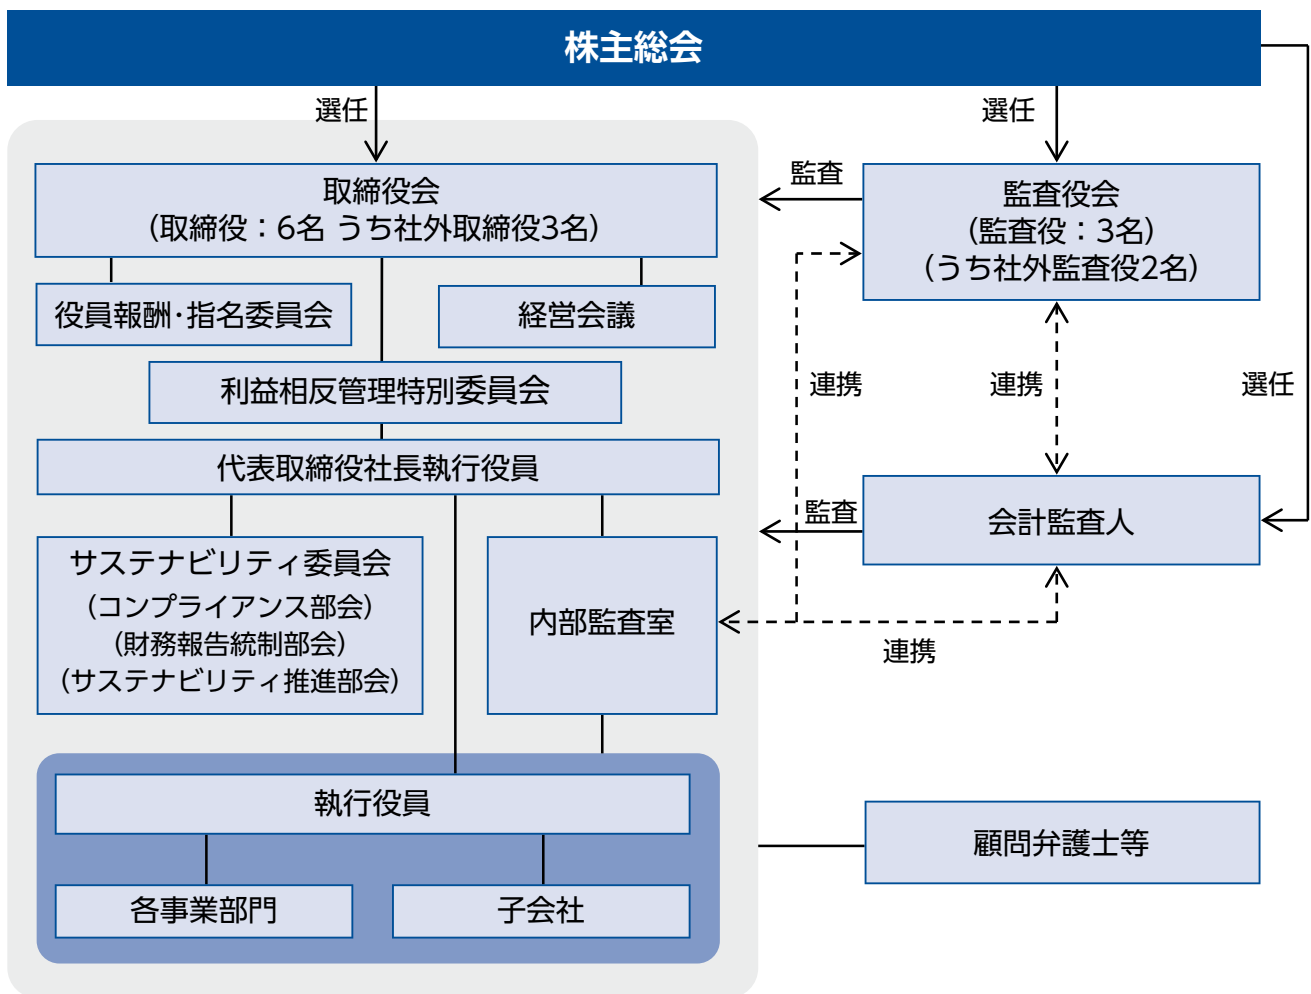 株主総会
選任
選任
取締役会
(取締役：6名 うち社外取締役3名)
監査
監査役会
(監査役：3名)
(うち社外監査役2名)
役員報酬･指名委員会
経営会議
利益相反管理特別委員会
連携
連携
選任
代表取締役社長執行役員
監査
会計監査人
サステナビリティ委員会
(コンプライアンス部会)
(財務報告統制部会)
(サステナビリティ推進部会)
内部監査室
連携
執行役員
各事業部門
子会社
顧問弁護士等